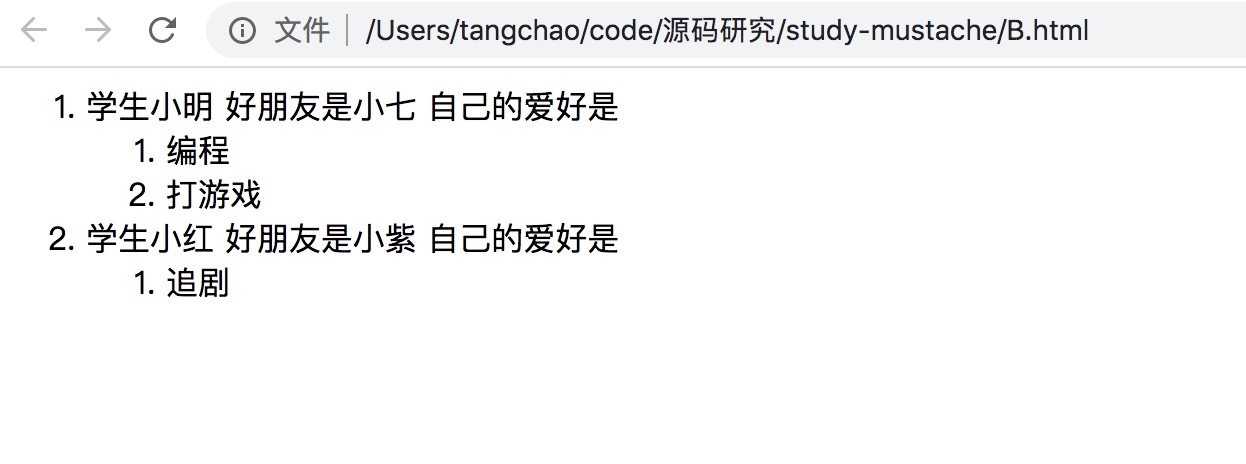 文件 /Users/tangchao/code/源码研究/study-mustache/B.html
1. 学生小明 好朋友是小七 自己的爱好是
1. 编程
2. 打游戏
2. 学生小红 好朋友是小紫 自己的爱好是
1. 追剧